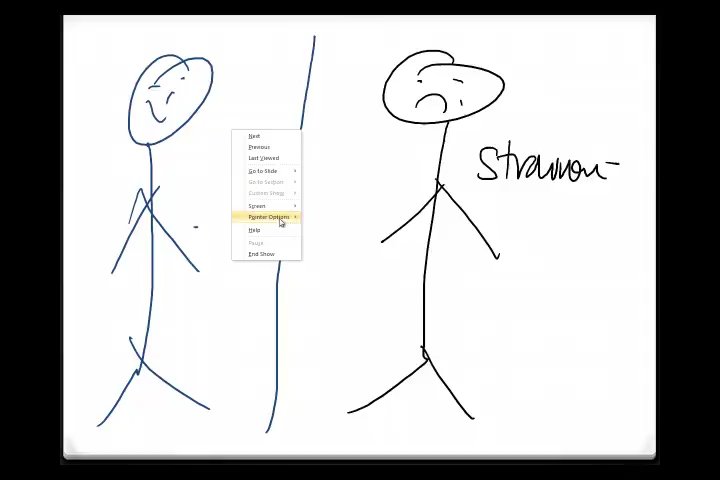 Next
Previous
Last Viewed
Go to Slide
Go to Section
Custom Show
Screen
Pointer Options
Help
Pause
End Show